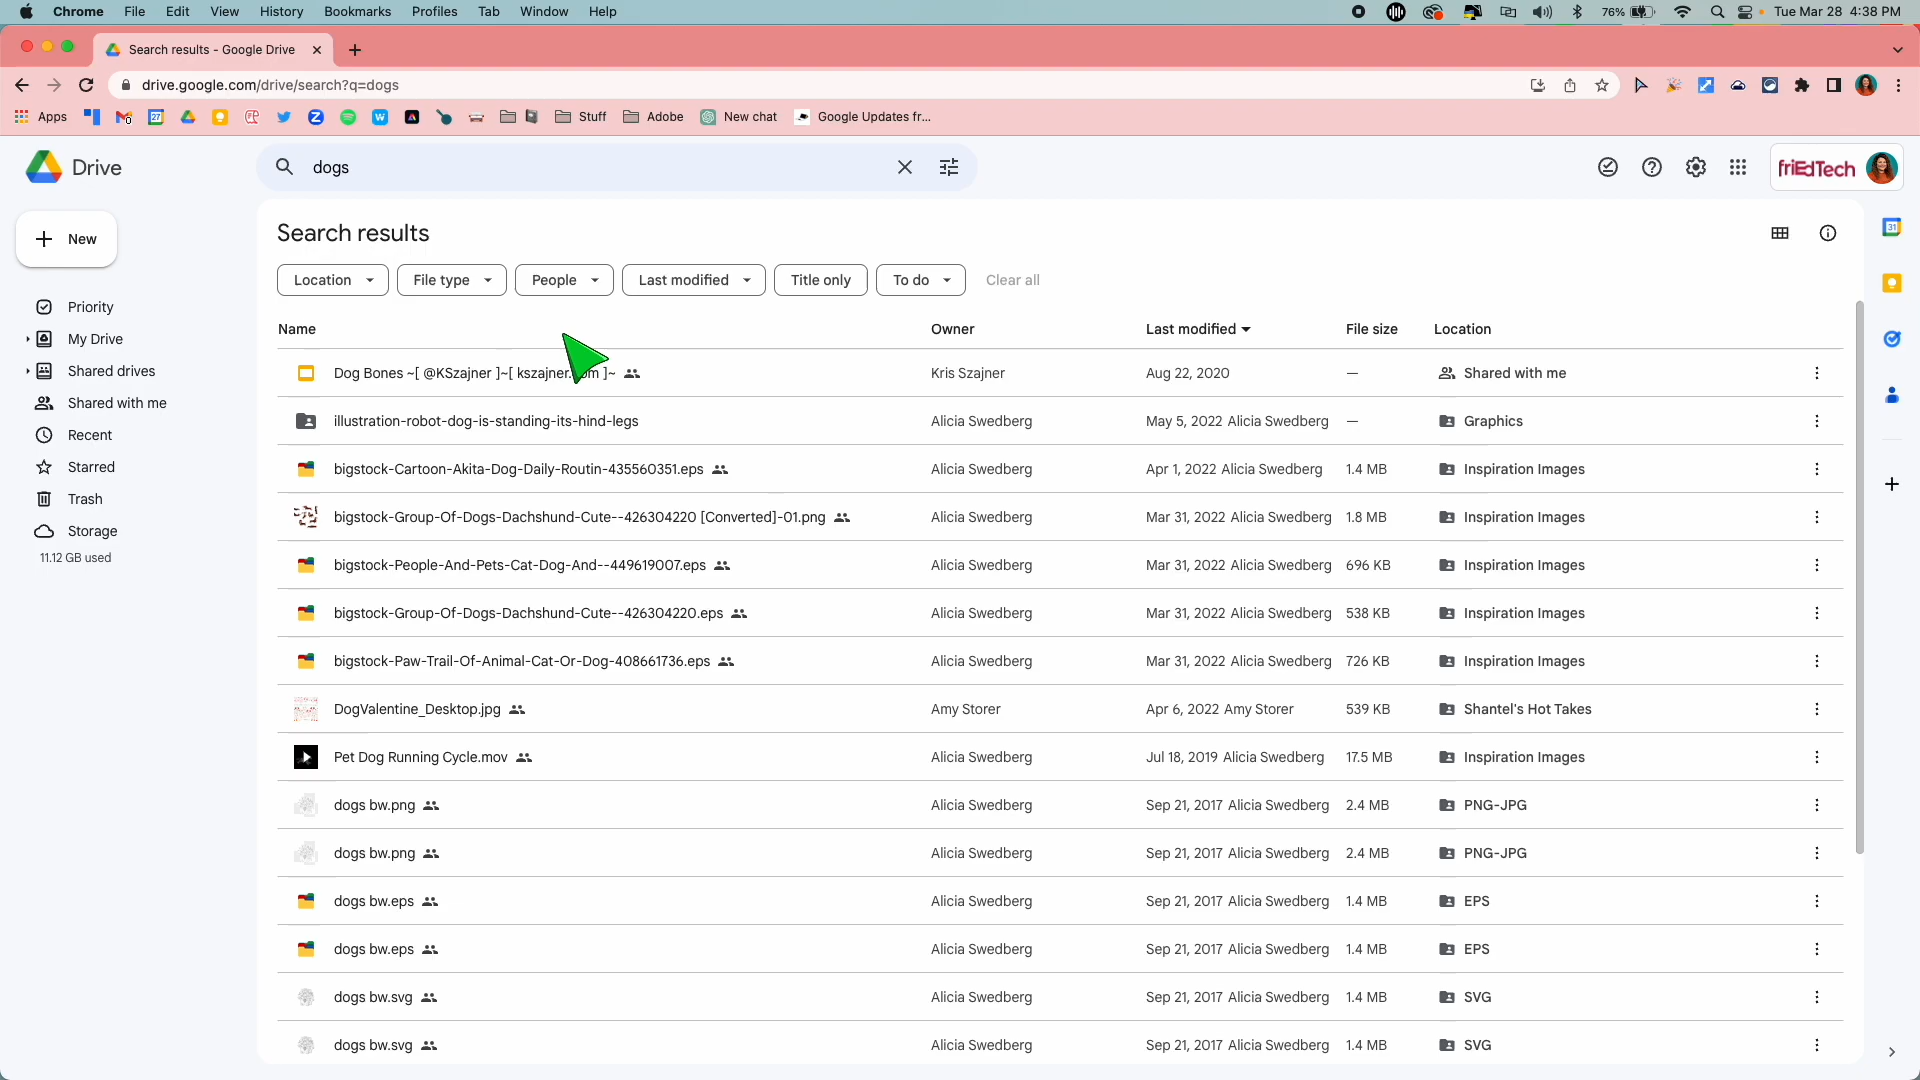 Chrome File Edit View History Bookmarks Profiles Tab Window Help 76% Tue Mar 28 4:38 PM
Search results - Google Drive
drive.google.com/drive/search?q=dogs
Apps Stuff Adobe New chat Google Updates fr...
Drive dogs friEdTech
New
Search results
Location File type People Last modified Title only To do Clear all
Priority
My Drive
Shared drives
Shared with me
Recent
Starred
Trash
Storage
11.12 GB used
Name Owner Last modified File size Location
Dog Bones ~[ @KSzajner ]~[ kszajner. m ]~ Kris Szajner Aug 22, 2020 — Shared with me
illustration-robot-dog-is-standing-its-hind-legs Alicia Swedberg May 5, 2022 Alicia Swedberg — Graphics
bigstock-Cartoon-Akita-Dog-Daily-Routin-435560351.eps Alicia Swedberg Apr 1, 2022 Alicia Swedberg 1.4 MB Inspiration Images
bigstock-Group-Of-Dogs-Dachshund-Cute--426304220 [Converted]-01.png Alicia Swedberg Mar 31, 2022 Alicia Swedberg 1.8 MB Inspiration Images
bigstock-People-And-Pets-Cat-Dog-And--449619007.eps Alicia Swedberg Mar 31, 2022 Alicia Swedberg 696 KB Inspiration Images
bigstock-Group-Of-Dogs-Dachshund-Cute--426304220.eps Alicia Swedberg Mar 31, 2022 Alicia Swedberg 538 KB Inspiration Images
bigstock-Paw-Trail-Of-Animal-Cat-Or-Dog-408661736.eps Alicia Swedberg Mar 31, 2022 Alicia Swedberg 726 KB Inspiration Images
DogValentine_Desktop.jpg Amy Storer Apr 6, 2022 Amy Storer 539 KB Shantel's Hot Takes
Pet Dog Running Cycle.mov Alicia Swedberg Jul 18, 2019 Alicia Swedberg 17.5 MB Inspiration Images
dogs bw.png Alicia Swedberg Sep 21, 2017 Alicia Swedberg 2.4 MB PNG-JPG
dogs bw.png Alicia Swedberg Sep 21, 2017 Alicia Swedberg 2.4 MB PNG-JPG
dogs bw.eps Alicia Swedberg Sep 21, 2017 Alicia Swedberg 1.4 MB EPS
dogs bw.eps Alicia Swedberg Sep 21, 2017 Alicia Swedberg 1.4 MB EPS
dogs bw.svg Alicia Swedberg Sep 21, 2017 Alicia Swedberg 1.4 MB SVG
dogs bw.svg Alicia Swedberg Sep 21, 2017 Alicia Swedberg 1.4 MB SVG